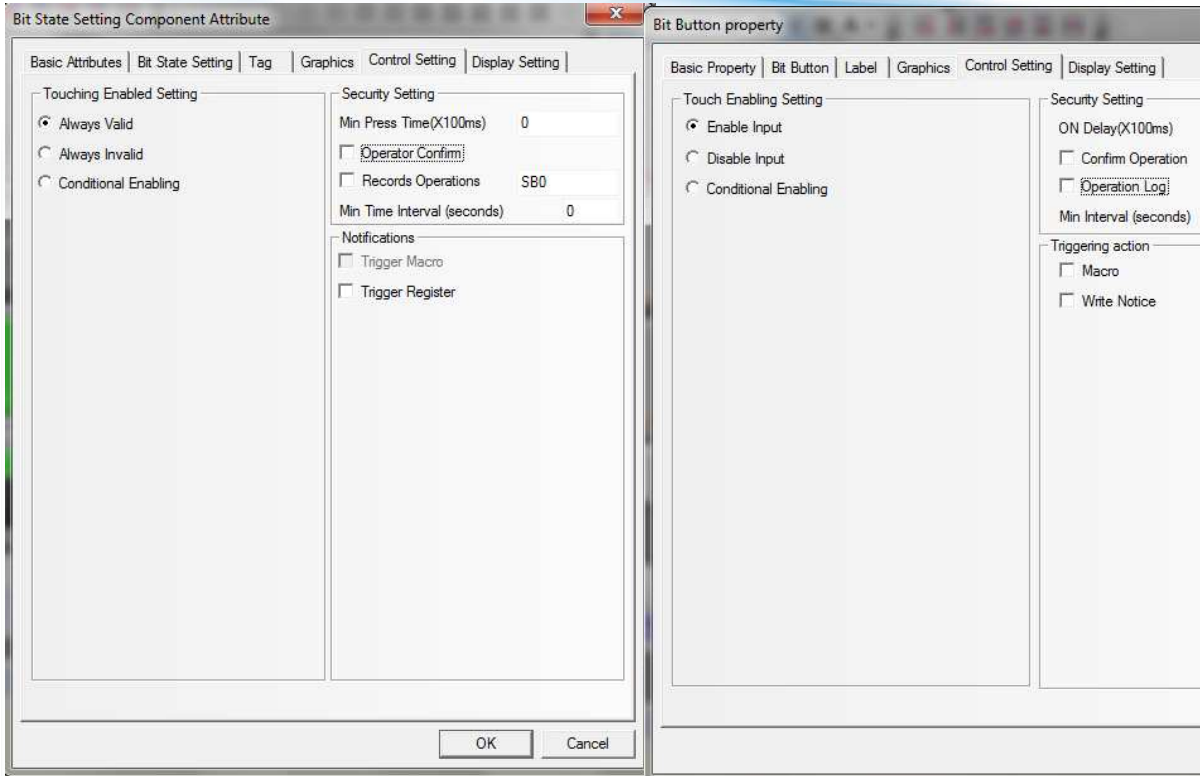 Bit State Setting Component Attribute
Basic Attributes
Bit State Setting
Tag
Graphics
Control Setting
Display Setting
Touching Enabled Setting
Always Valid
Always Invalid
Conditional Enabling
Security Setting
Min Press Time(X100ms) 0
Operator Confirm
Records Operations SB0
Min Time Interval (seconds) 0
Notifications
Trigger Macro
Trigger Register
OK
Cancel
Bit Button property
Basic Property
Bit Button
Label
Graphics
Control Setting
Display Setting
Touch Enabling Setting
Enable Input
Disable Input
Conditional Enabling
Security Setting
ON Delay(X100ms)
Confirm Operation
Operation Log
Min Interval (seconds)
Triggering action
Macro
Write Notice